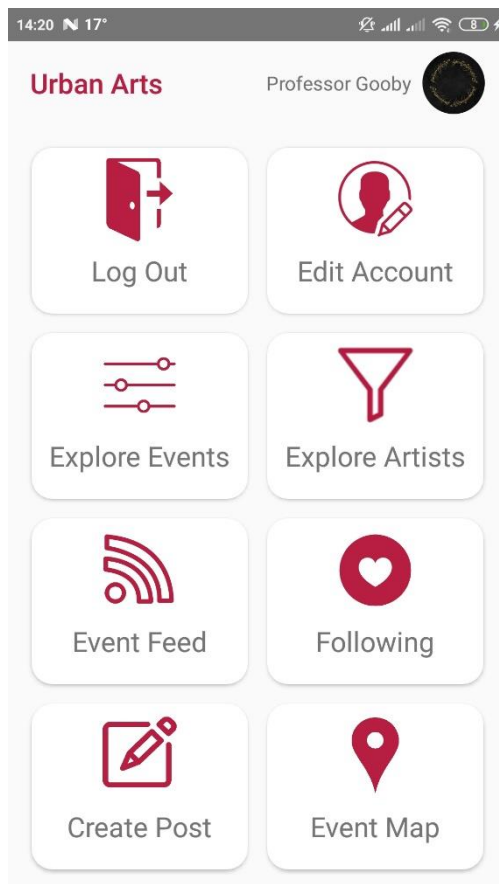 14:20 N 17° 8
Urban Arts Professor Gooby
Log Out Edit Account
Explore Events Explore Artists
Event Feed Following
Create Post Event Map